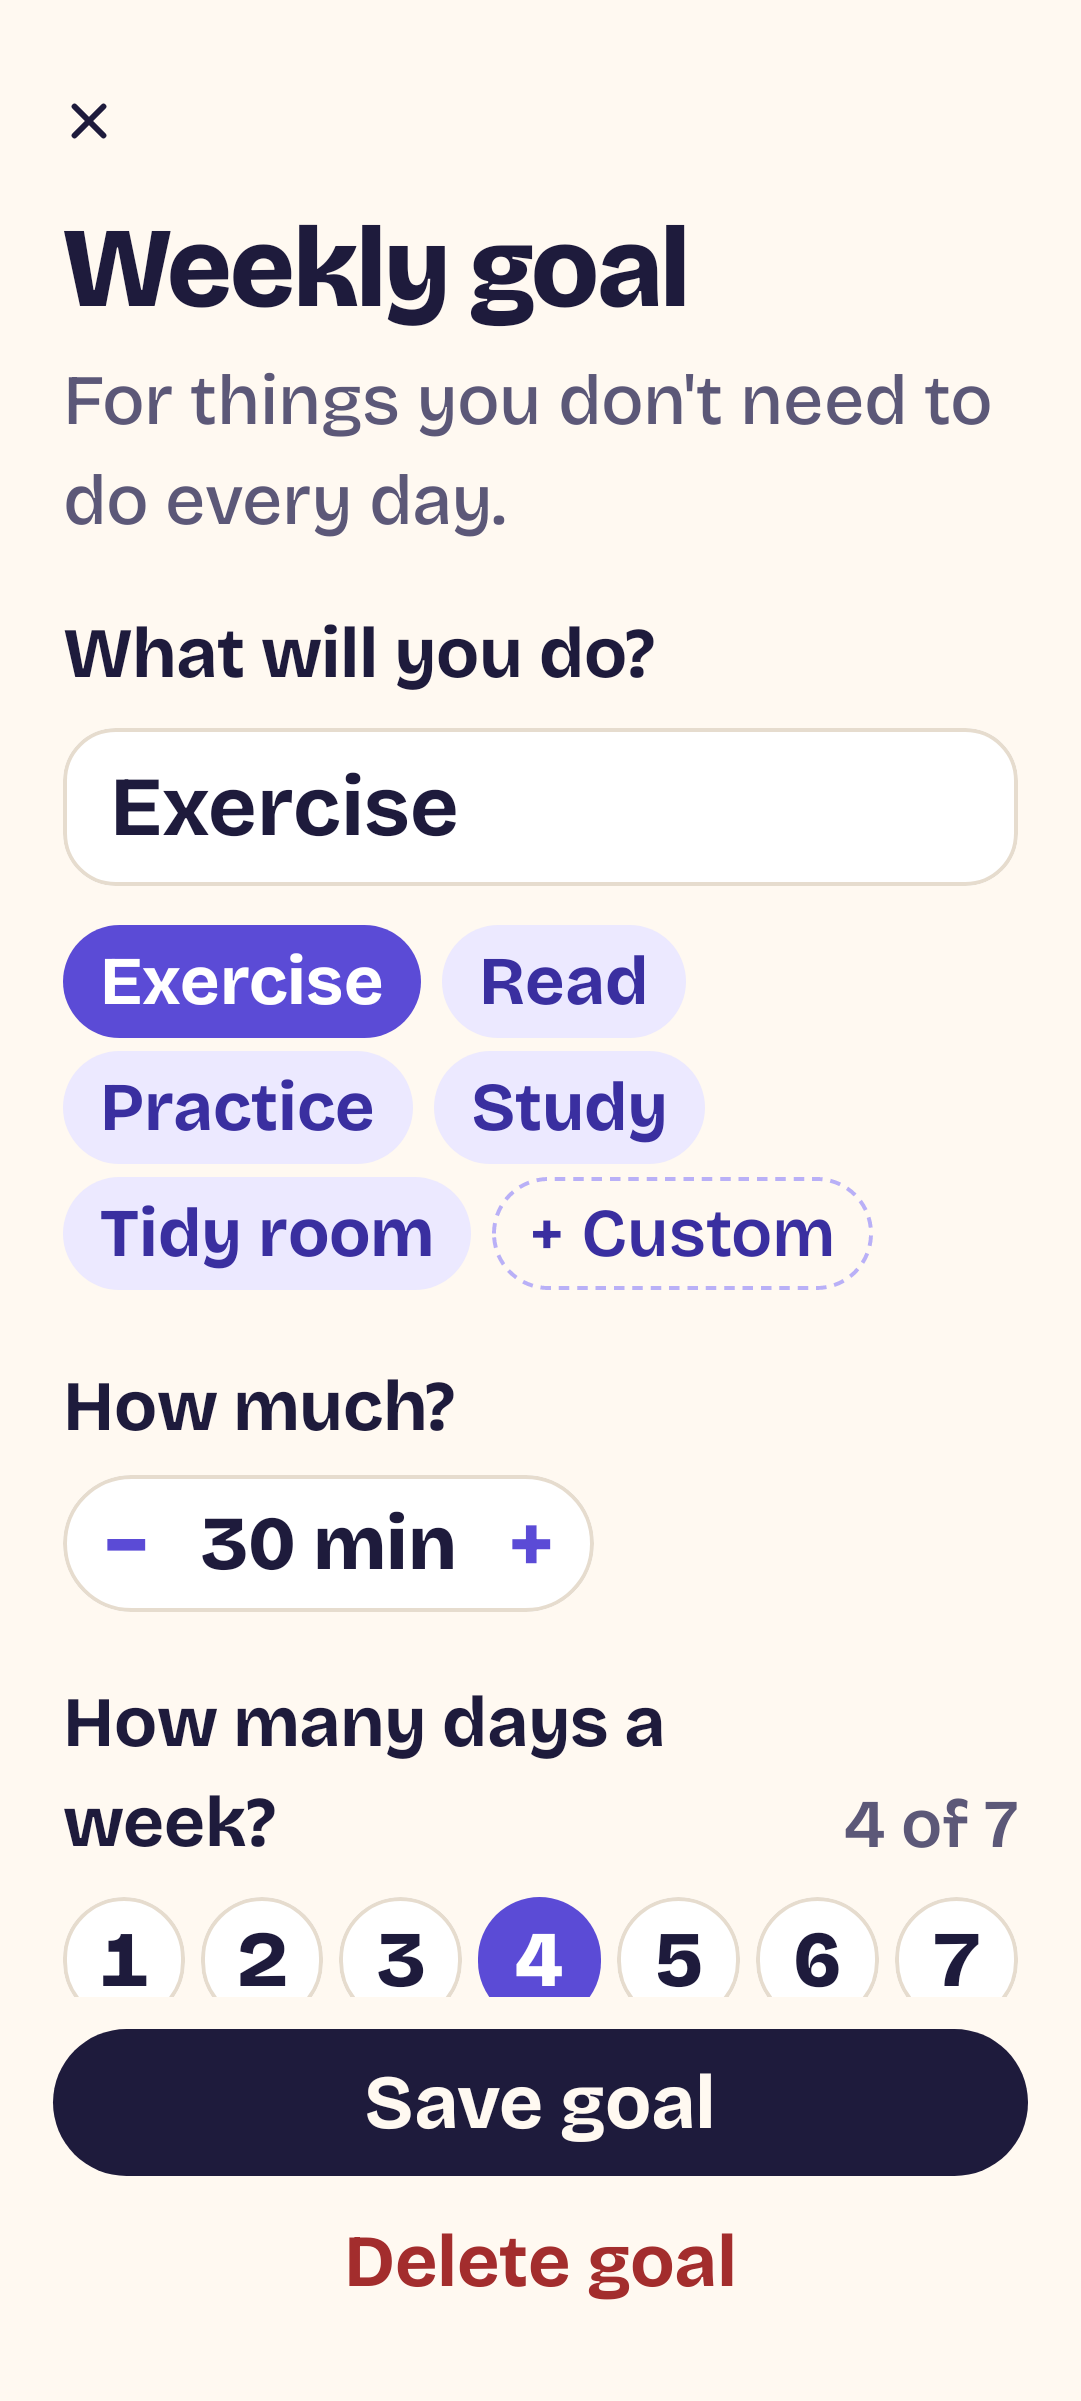 Weekly goal
For things you don't need to
do every day.
What will you do?
Exercise
Exercise Read
Practice Study
Tidy room + Custom
How much?
− 30 min +
How many days a
week? 4 of 7
1 2 3 4 5 6 7
Save goal
Delete goal